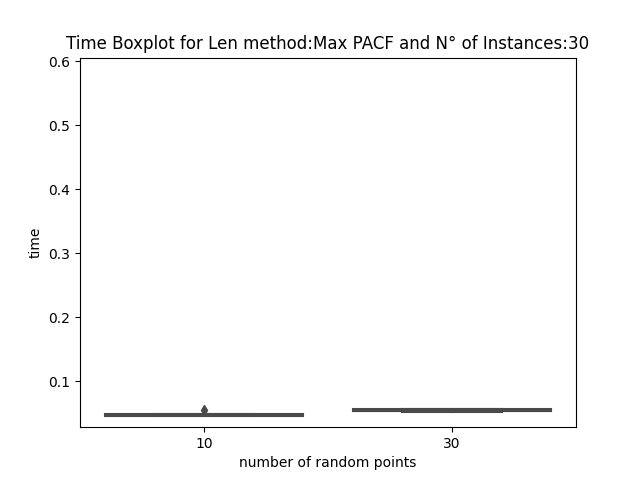 Time Boxplot for Len method:Max PACF and N° of Instances:30
0.6
0.5
0.4
0.3
0.2
0.1
time
10 30
number of random points